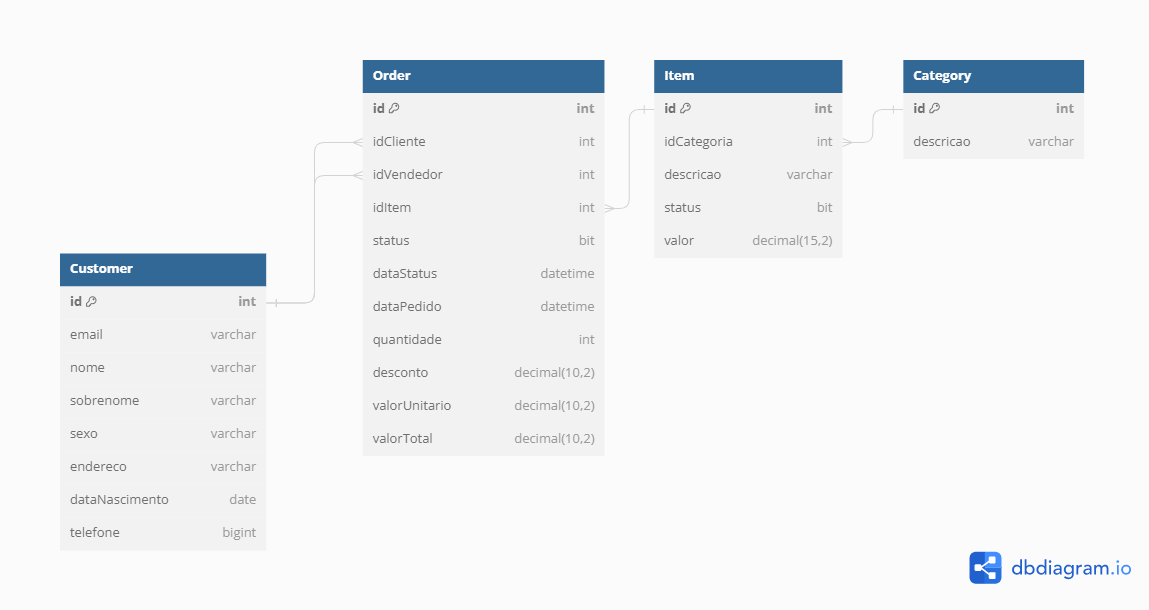 Order
id int
idCliente int
idVendedor int
idItem int
status bit
dataStatus datetime
dataPedido datetime
quantidade int
desconto decimal(10,2)
valorUnitario decimal(10,2)
valorTotal decimal(10,2)
Item
id int
idCategoria int
descricao varchar
status bit
valor decimal(15,2)
Category
id int
descricao varchar
Customer
id int
email varchar
nome varchar
sobrenome varchar
sexo varchar
endereco varchar
dataNascimento date
telefone bigint
dbdiagram.io